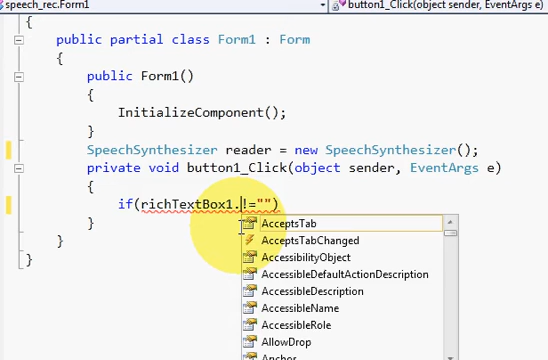 speech_rec.Form1 button1_Click(object sender, EventArgs e)
{
public partial class Form1 : Form
{
public Form1()
{
InitializeComponent();
}
SpeechSynthesizer reader = new SpeechSynthesizer();
private void button1_Click(object sender, EventArgs e)
{
if(richTextBox1.!="")
}
}
}
AcceptsTab
AcceptsTabChanged
AccessibilityObject
AccessibleDefaultActionDescription
AccessibleDescription
AccessibleName
AccessibleRole
AllowDrop
Anchor